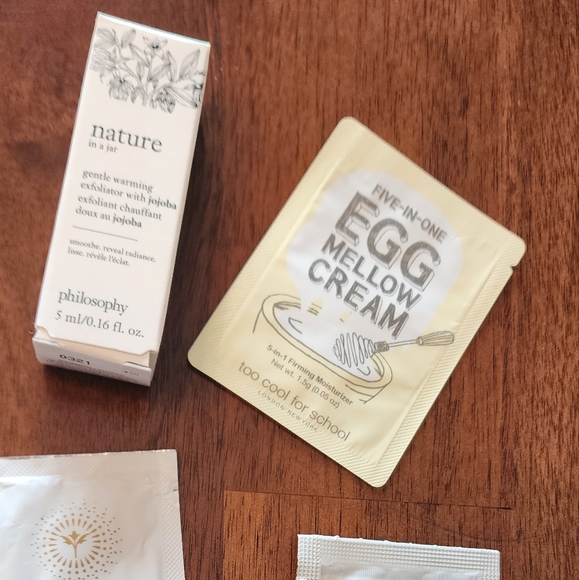 nature
in a jar
gentle warming
exfoliator with jojoba
exfoliant chauffant
doux au jojoba
smoothe. reveal radiance.
lisse. révèle l'éclat.
philosophy
5 ml/0.16 fl. oz.
0321
FIVE-IN-ONE
EGG
MELLOW
CREAM
5-in-1 Firming Moisturizer
Net wt. 1.5g (0.05 oz)
too cool for school
LONDON NEWYORK